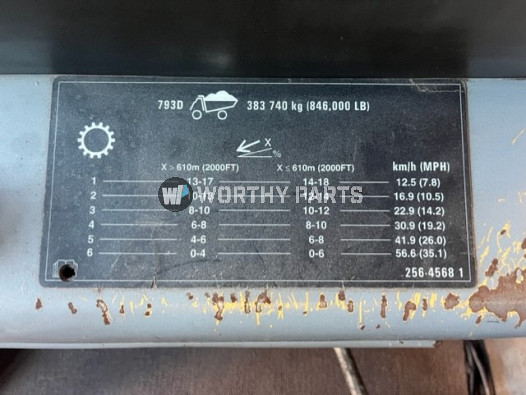 793D 383 740 kg (846,000 LB)
X
%
X > 610m (2000FT) X ≤ 610m (2000FT) km/h (MPH)
1 13-17 14-18 12.5 (7.8)
2 16.9 (10.5)
WORTHY PARTS
3 8-10 10-12 22.9 (14.2)
4 6-8 8-10 30.9 (19.2)
5 4-6 6-8 41.9 (26.0)
6 0-4 0-6 56.6 (35.1)
256-4568 1